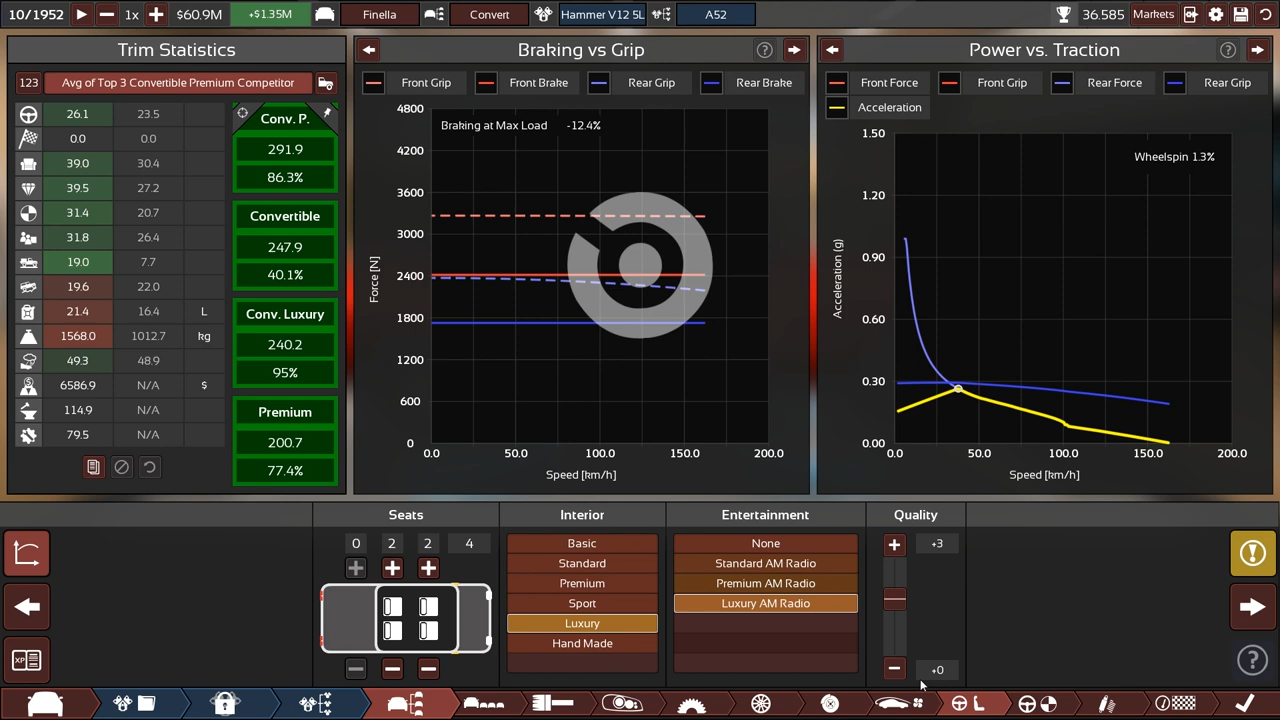 10/1952 1x $60.9M +$1.35M Finella Convert Hammer V12 5L A52 36.585 Markets
Trim Statistics
123 Avg of Top 3 Convertible Premium Competitor
26.1 23.5
0.0 0.0
39.0 30.4
39.5 27.2
31.4 20.7
31.8 26.4
19.0 7.7
19.6 22.0
21.4 16.4 L
1568.0 1012.7 kg
49.3 48.9
6586.9 N/A $
114.9 N/A
79.5 N/A
Conv. P.
291.9
86.3%
Convertible
247.9
40.1%
Conv. Luxury
240.2
95%
Premium
200.7
77.4%
Braking vs Grip
?
Front Grip Front Brake Rear Grip Rear Brake
Braking at Max Load -12.4%
4800
4200
3600
3000
2400
1800
1200
600
0
Force [N]
0.0 50.0 100.0 150.0 200.0
Speed [km/h]
Power vs. Traction
?
Front Force Front Grip Rear Force Rear Grip
Acceleration
Wheelspin 1.3%
1.50
1.20
0.90
0.60
0.30
0.00
Acceleration (g)
0.0 50.0 100.0 150.0 200.0
Speed [km/h]
Seats
0 2 2 4
Interior
Basic
Standard
Premium
Sport
Luxury
Hand Made
Entertainment
None
Standard AM Radio
Premium AM Radio
Luxury AM Radio
Quality
+3
+0
XP
?